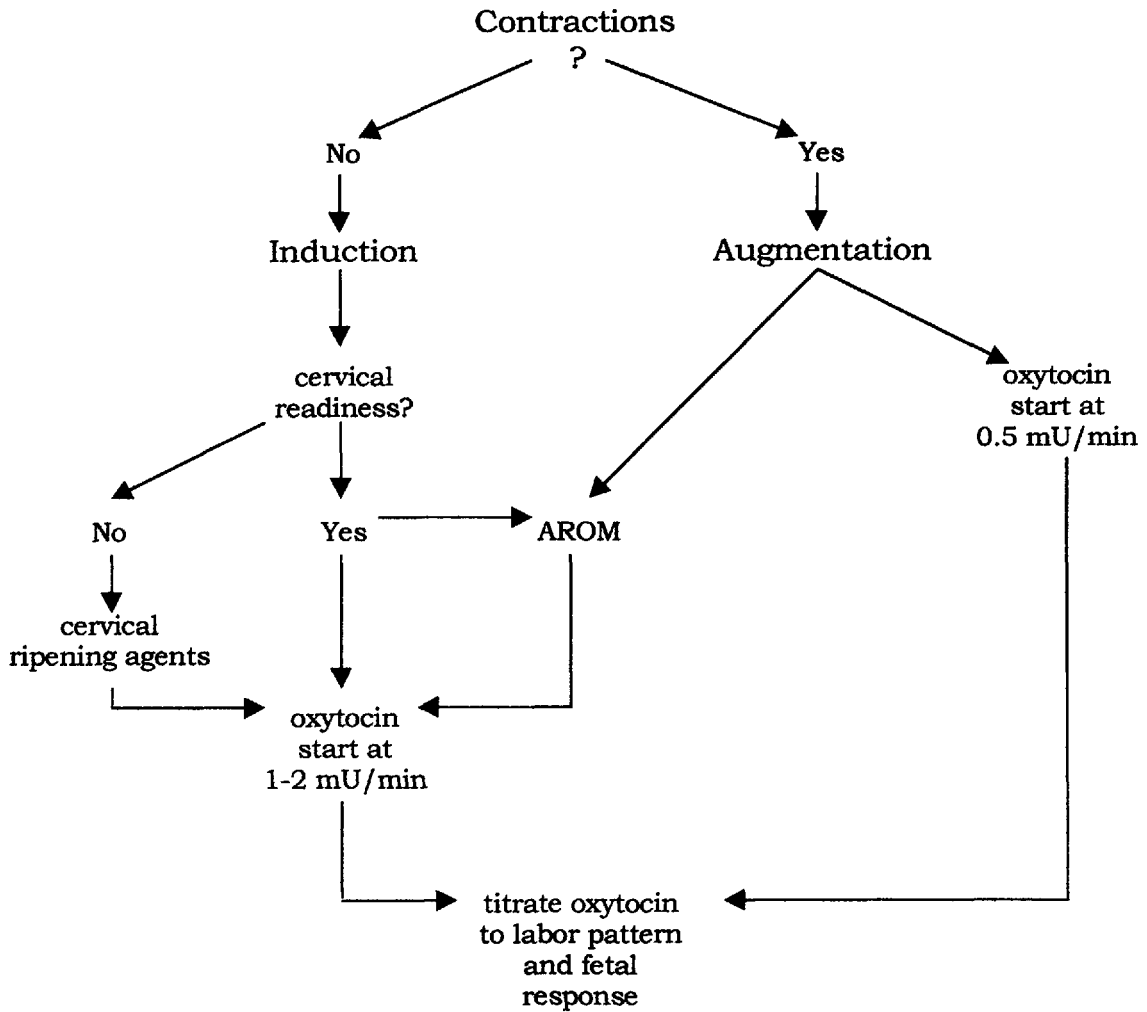 Contractions
?
No
Yes
Induction
Augmentation
cervical
readiness?
oxytocin
start at
0.5 mU/min
No
Yes
AROM
cervical
ripening agents
oxytocin
start at
1-2 mU/min
titrate oxytocin
to labor pattern
and fetal
response